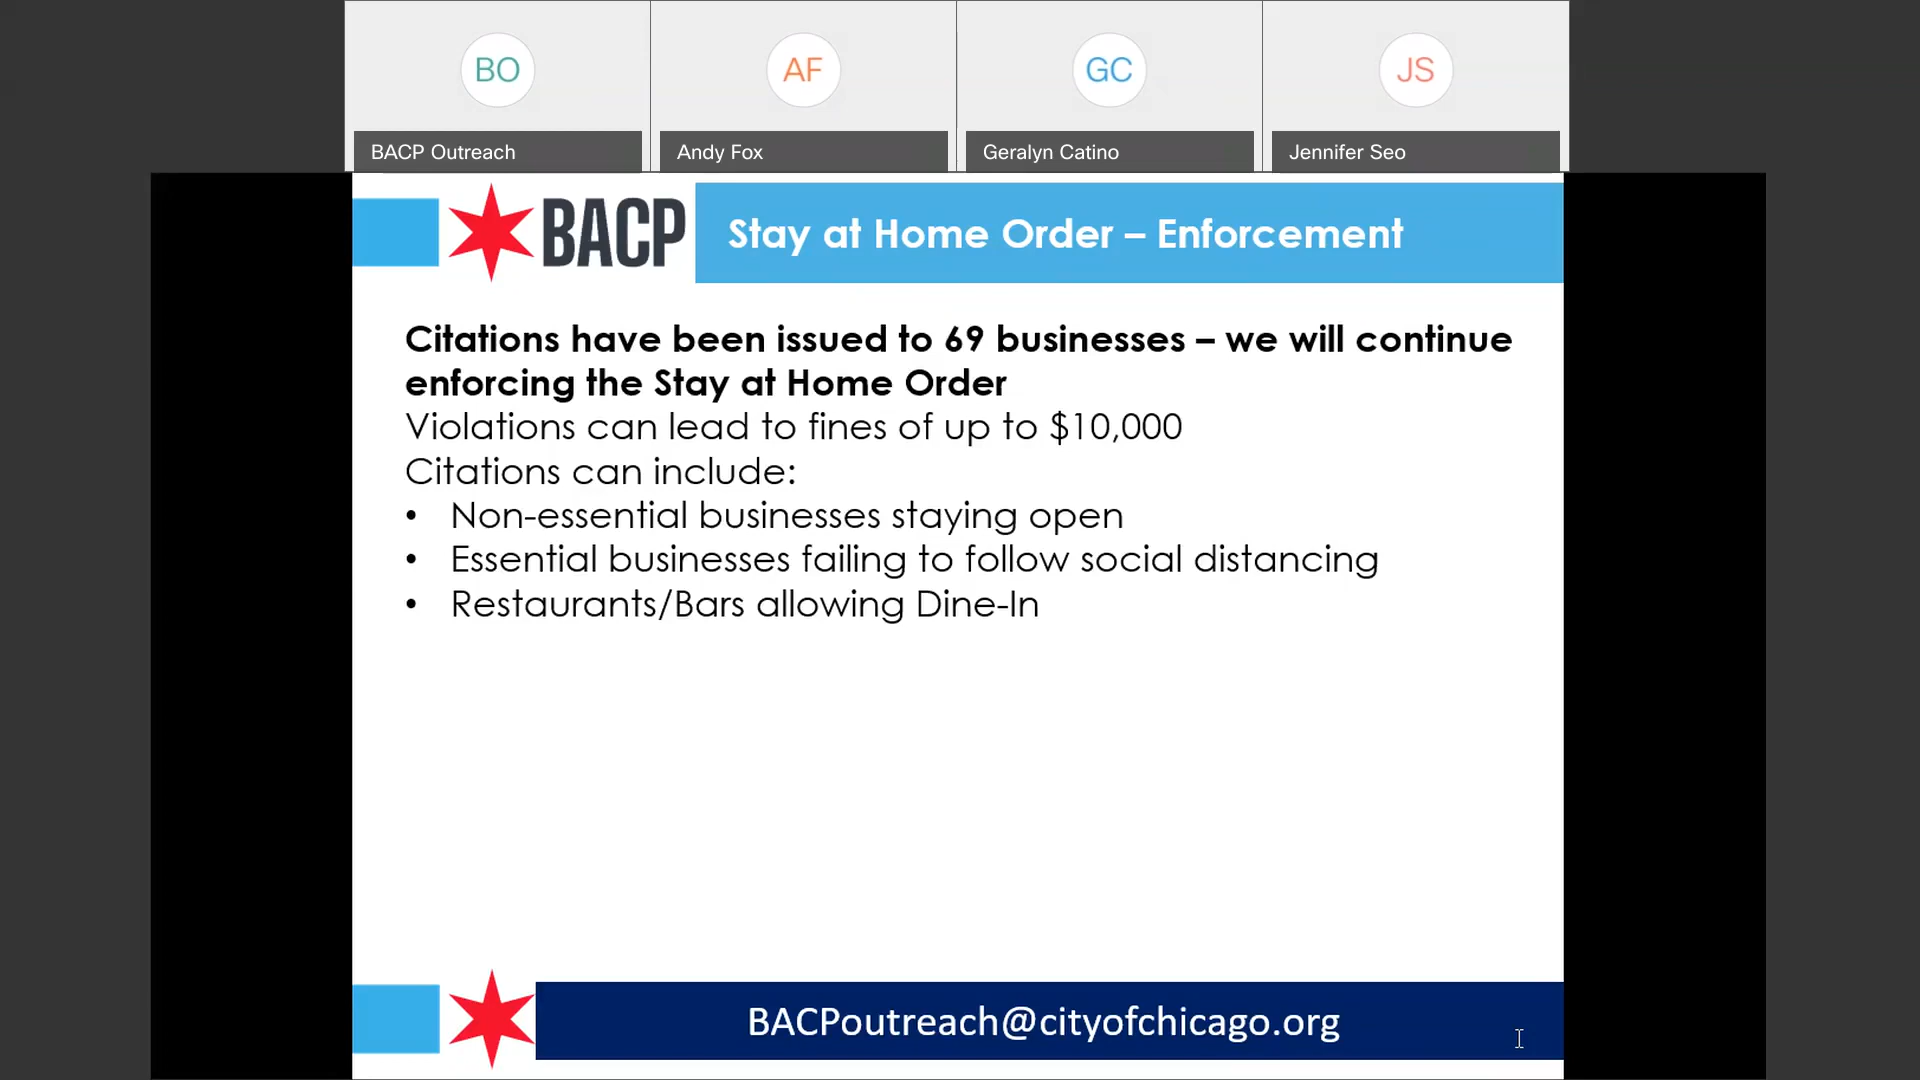 BO
AF
GC
JS
BACP Outreach
Andy Fox
Geralyn Catino
Jennifer Seo
BACP
Stay at Home Order – Enforcement
Citations have been issued to 69 businesses – we will continue
enforcing the Stay at Home Order
Violations can lead to fines of up to $10,000
Citations can include:
• Non-essential businesses staying open
• Essential businesses failing to follow social distancing
• Restaurants/Bars allowing Dine-In
BACPoutreach@cityofchicago.org